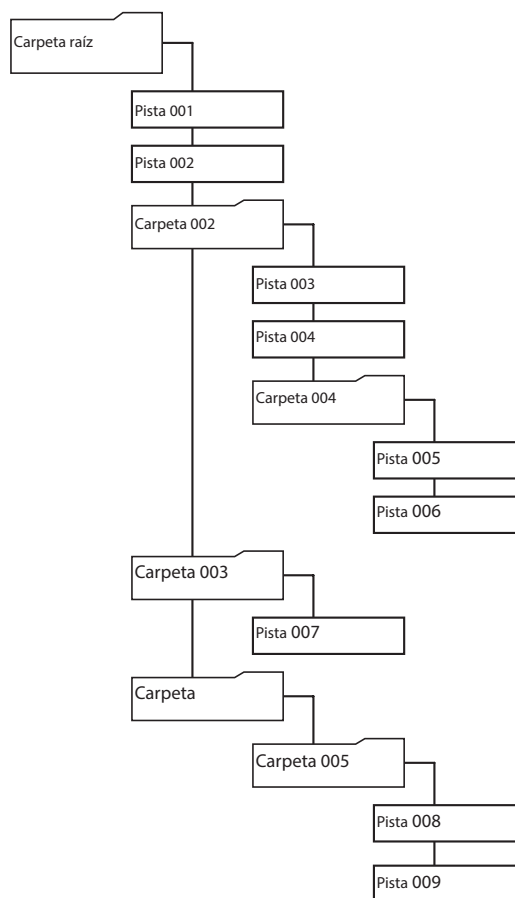 Carpeta raíz
Pista 001
Pista 002
Carpeta 002
Pista 003
Pista 004
Carpeta 004
Pista 005
Pista 006
Carpeta 003
Pista 007
Carpeta
Carpeta 005
Pista 008
Pista 009